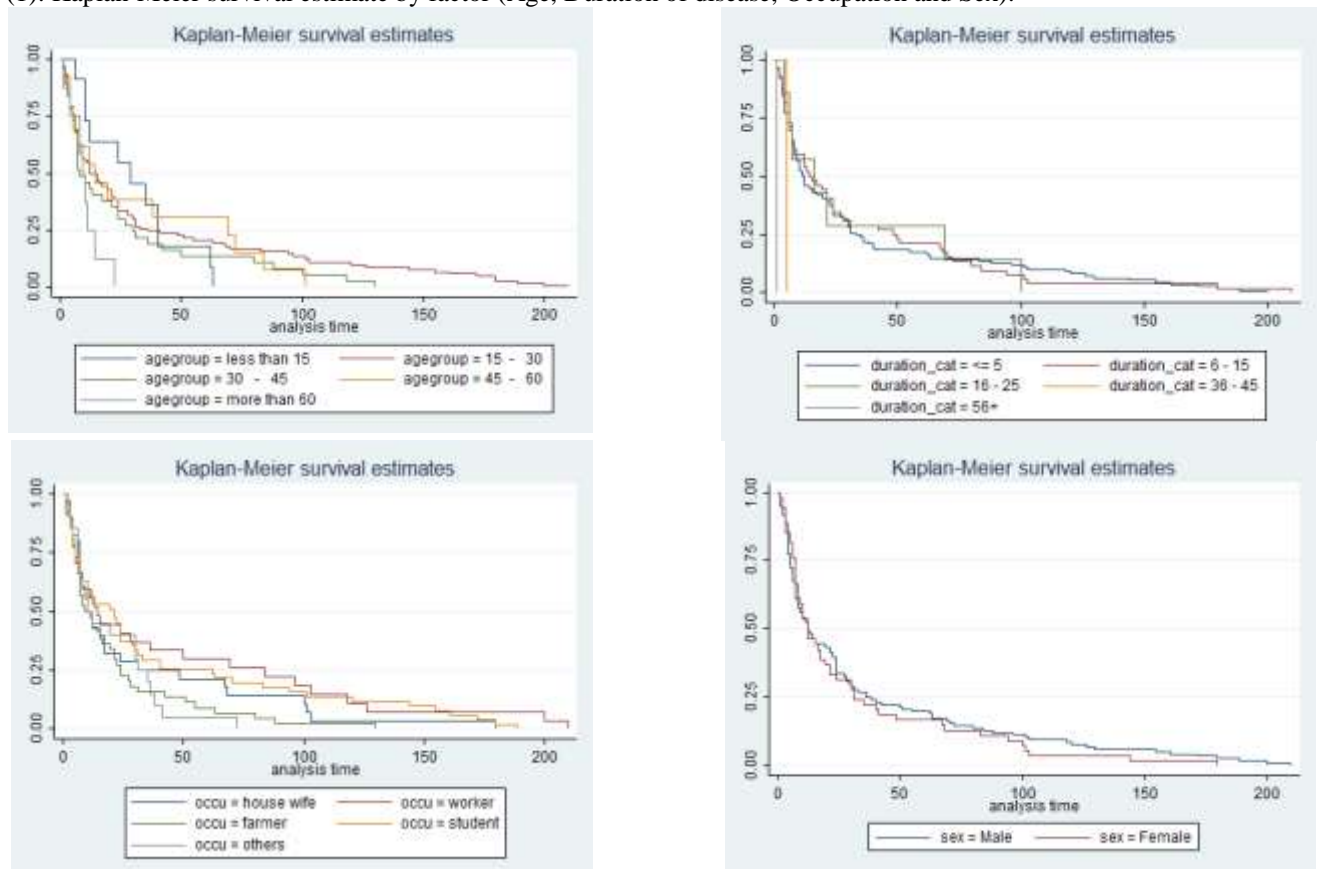 (1). Kaplan-Meier survival estimate by factor (Age, Duration of disease, Occupation and Sex).
Kaplan-Meier survival estimates
1.00
0.75
0.50
0.25
0.00
0 50 100 150 200
analysis time
agegroup = less than 15 agegroup = 15 - 30
agegroup = 30 - 45 agegroup = 45 - 60
agegroup = more than 60
Kaplan-Meier survival estimates
1.00
0.75
0.50
0.25
0.00
0 50 100 150 200
analysis time
duration_cat = <= 5 duration_cat = 6 - 15
duration_cat = 16 - 25 duration_cat = 36 - 45
duration_cat = 56+
Kaplan-Meier survival estimates
1.00
0.75
0.50
0.25
0.00
0 50 100 150 200
analysis time
occu = house wife occu = worker
occu = farmer occu = student
occu = others
Kaplan-Meier survival estimates
1.00
0.75
0.50
0.25
0.00
0 50 100 150 200
analysis time
sex = Male sex = Female